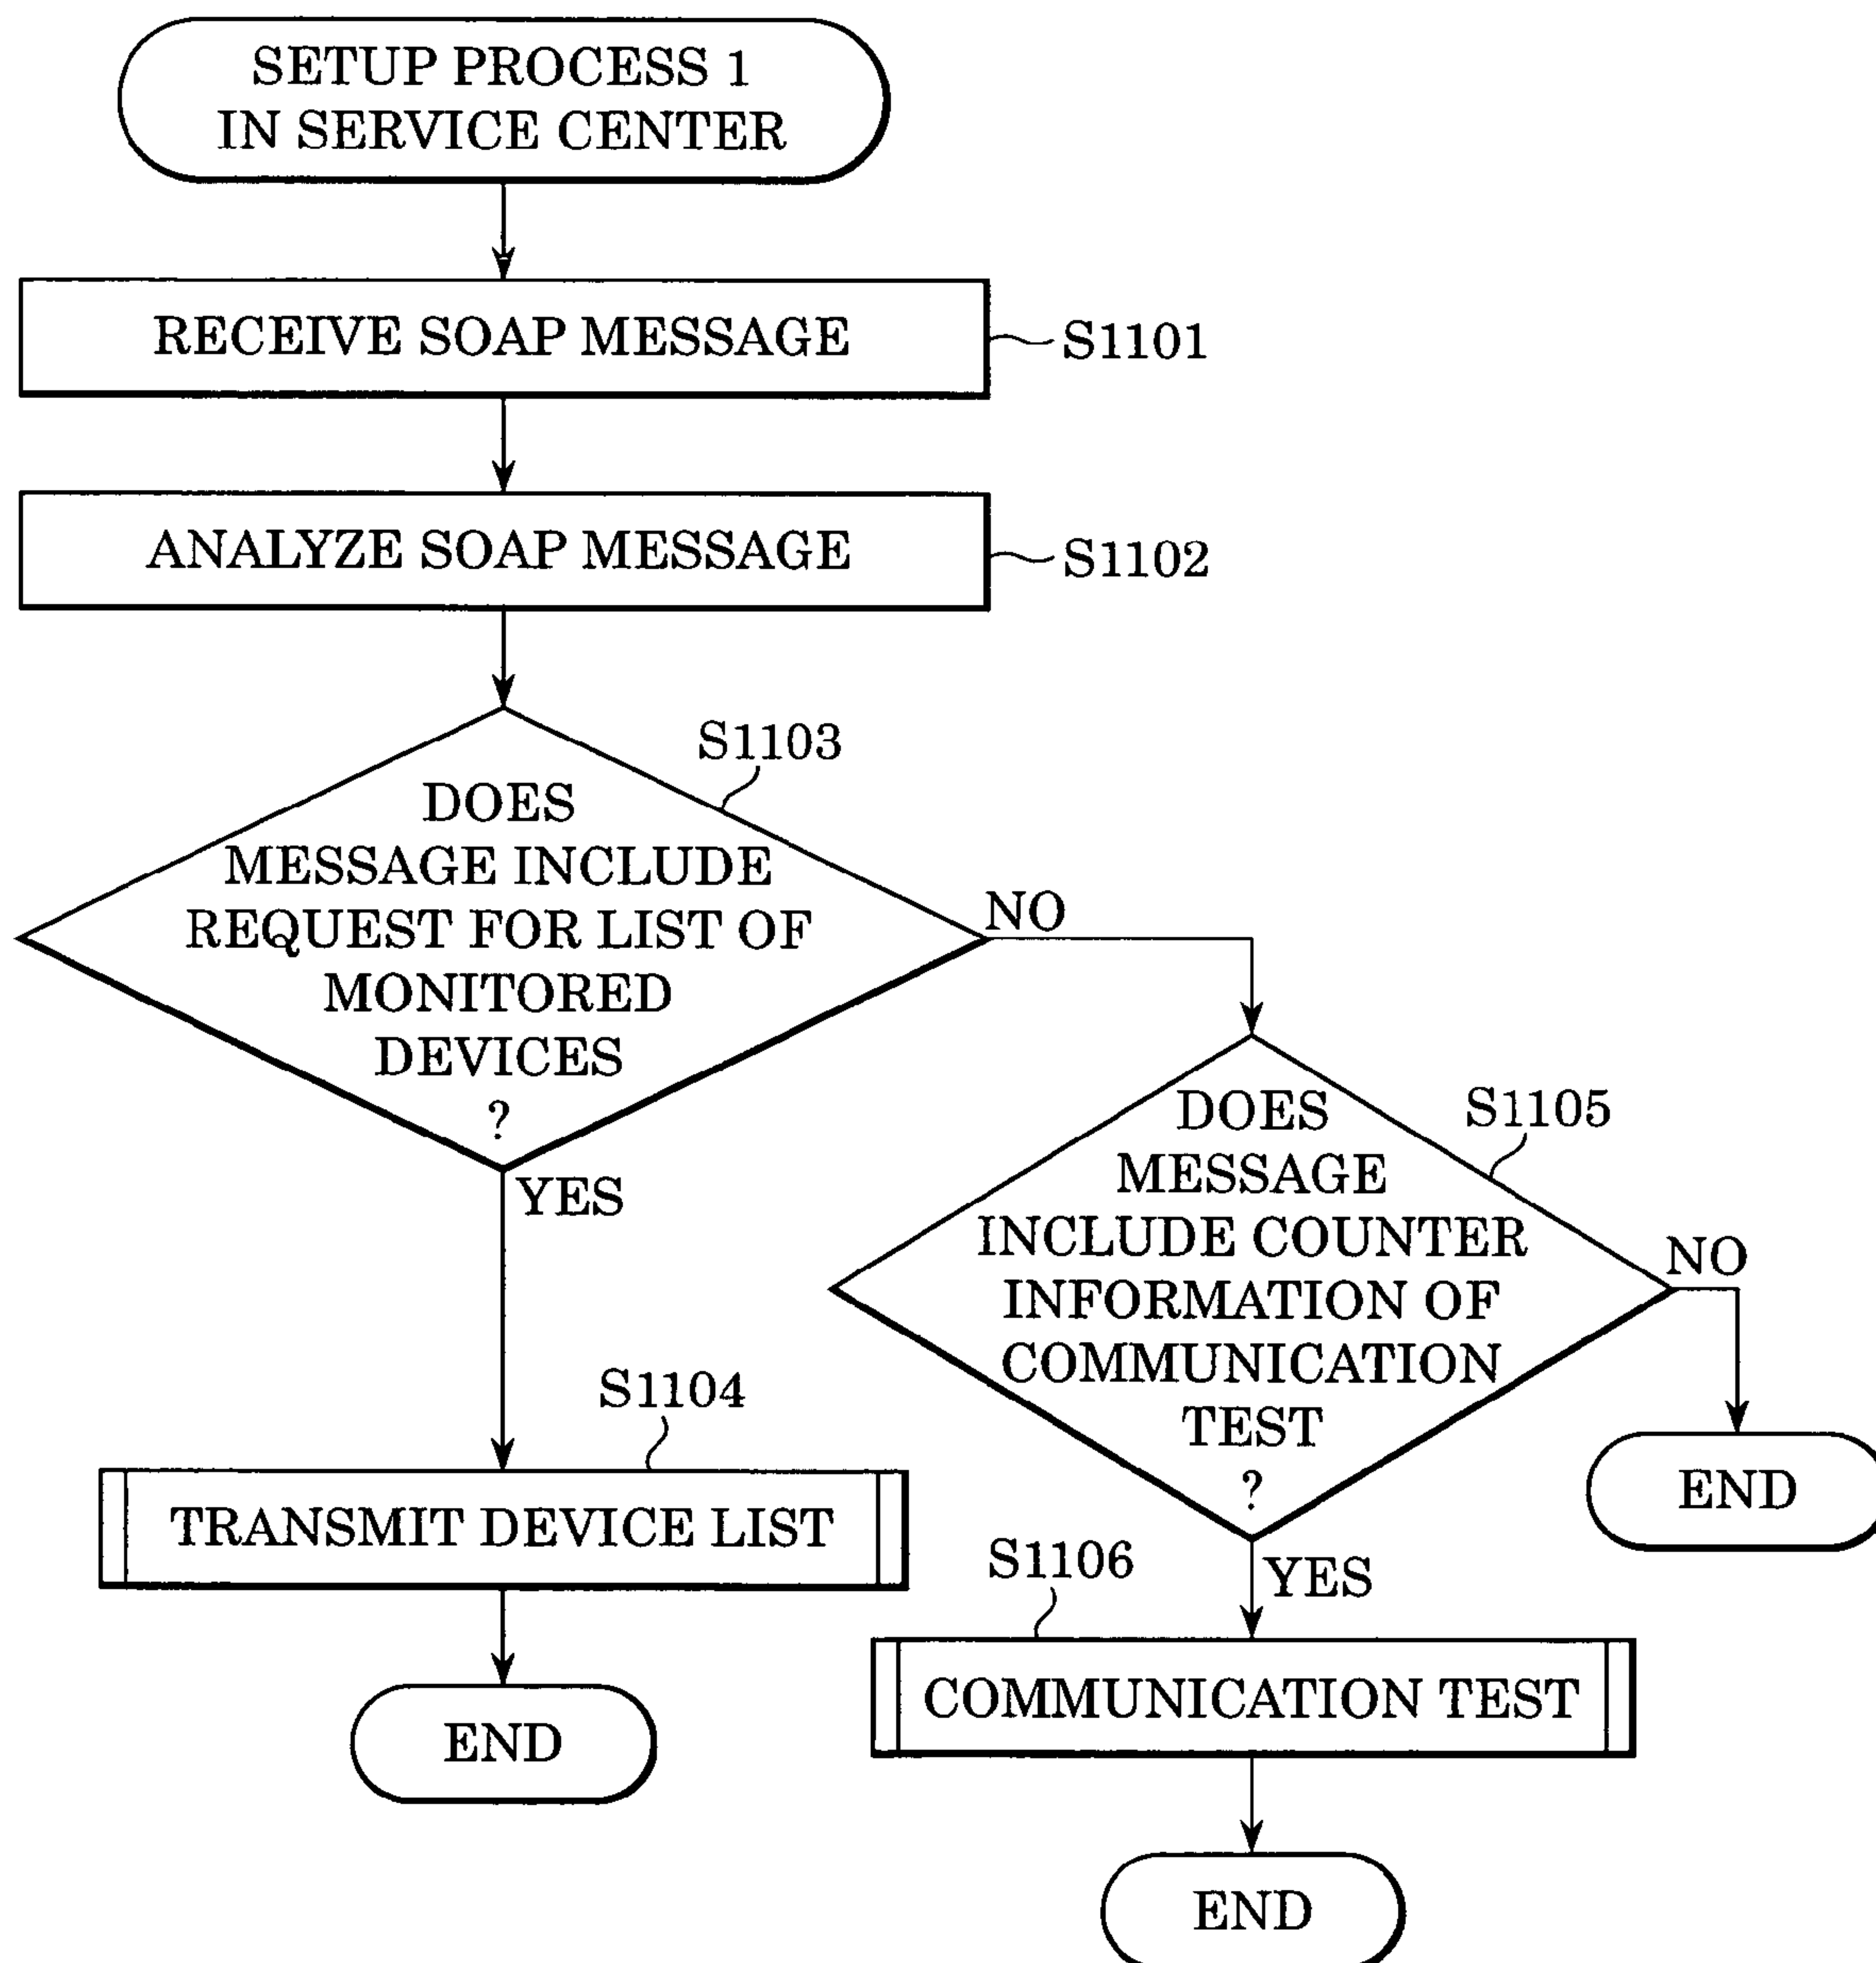 SETUP PROCESS 1
IN SERVICE CENTER
RECEIVE SOAP MESSAGE
S1101
ANALYZE SOAP MESSAGE
S1102
S1103
DOES
MESSAGE INCLUDE
REQUEST FOR LIST OF
MONITORED
DEVICES
?
NO
YES
S1105
DOES
MESSAGE
INCLUDE COUNTER
INFORMATION OF
COMMUNICATION
TEST
?
NO
END
YES
S1104
TRANSMIT DEVICE LIST
END
S1106
COMMUNICATION TEST
END